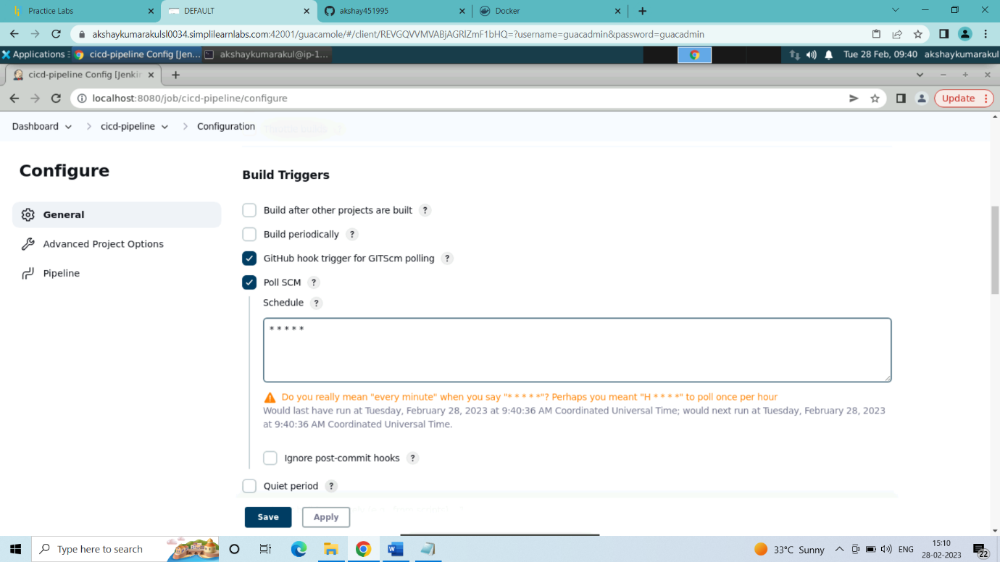 Practice Labs
DEFAULT
akshay451995
Docker
akshaykumarakulsl0034.simplilearnlabs.com:42001/guacamole/#/client/REVGQVVMVABjAGRlZmF1bHQ=?username=guacadmin&password=guacadmin
Applications
cicd-pipeline Config [Jen...
akshaykumarakul@ip-1...
Tue 28 Feb, 09:40 akshaykumarakul
cicd-pipeline Config [Jenki
localhost:8080/job/cicd-pipeline/configure
Update
Dashboard
cicd-pipeline
Configuration
Configure
General
Advanced Project Options
Pipeline
Build Triggers
Build after other projects are built ?
Build periodically ?
GitHub hook trigger for GITScm polling ?
Poll SCM ?
Schedule ?
* * * * *
Do you really mean "every minute" when you say "* * * * *"? Perhaps you meant "H * * * *" to poll once per hour
Would last have run at Tuesday, February 28, 2023 at 9:40:36 AM Coordinated Universal Time; would next run at Tuesday, February 28, 2023
at 9:40:36 AM Coordinated Universal Time.
Ignore post-commit hooks ?
Quiet period ?
Save
Apply
Type here to search
33°C Sunny
ENG
15:10
28-02-2023
22